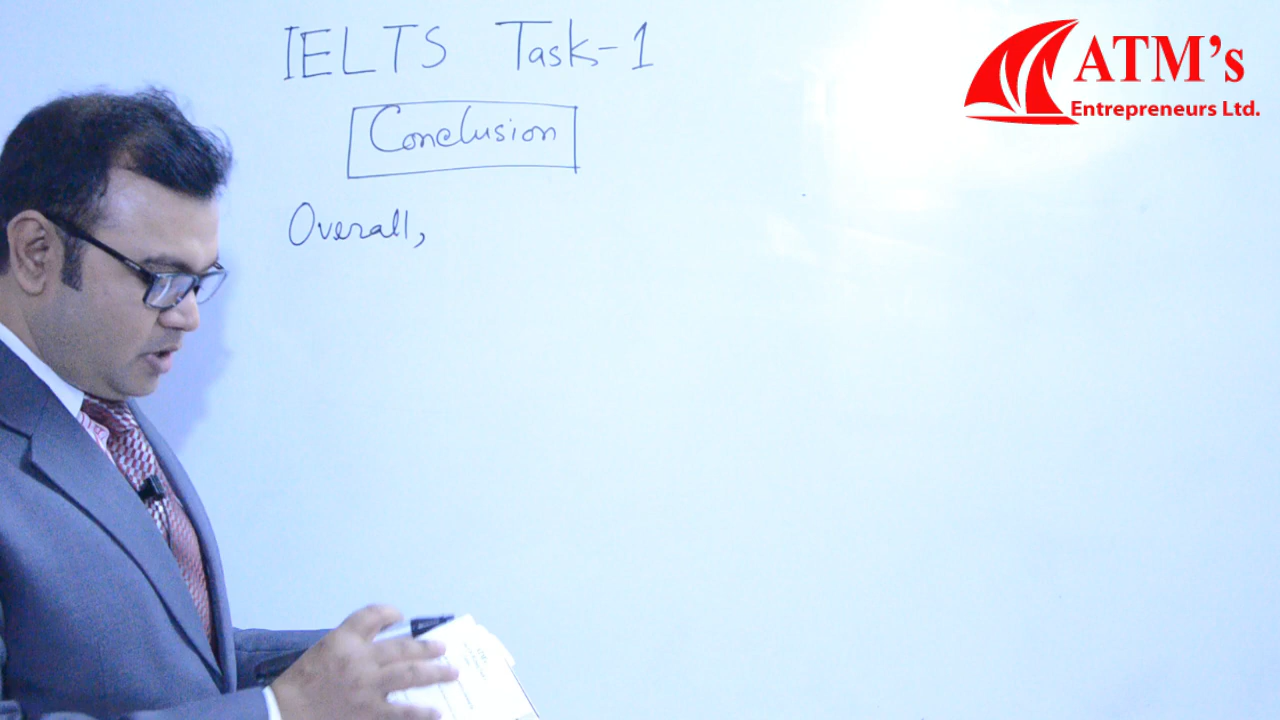 IELTS Task-1
Conclusion
Overall,
ATM's
Entrepreneurs Ltd.